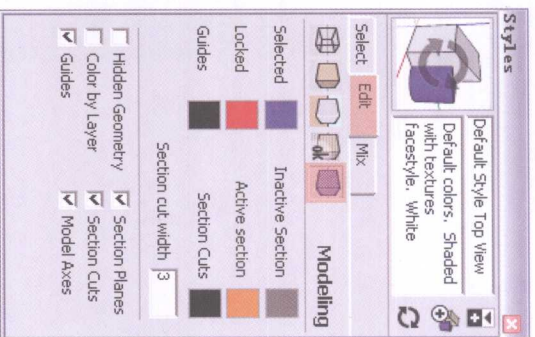 Styles
Default Style Top View
Default colors. Shaded
with textures
facestyle. White
Select Edit Mix
Modeling
Selected Inactive Section
Locked Active section
Guides Section Cuts
Section cut width 3
Hidden Geometry Section Planes
Color by Layer Section Cuts
Guides Model Axes